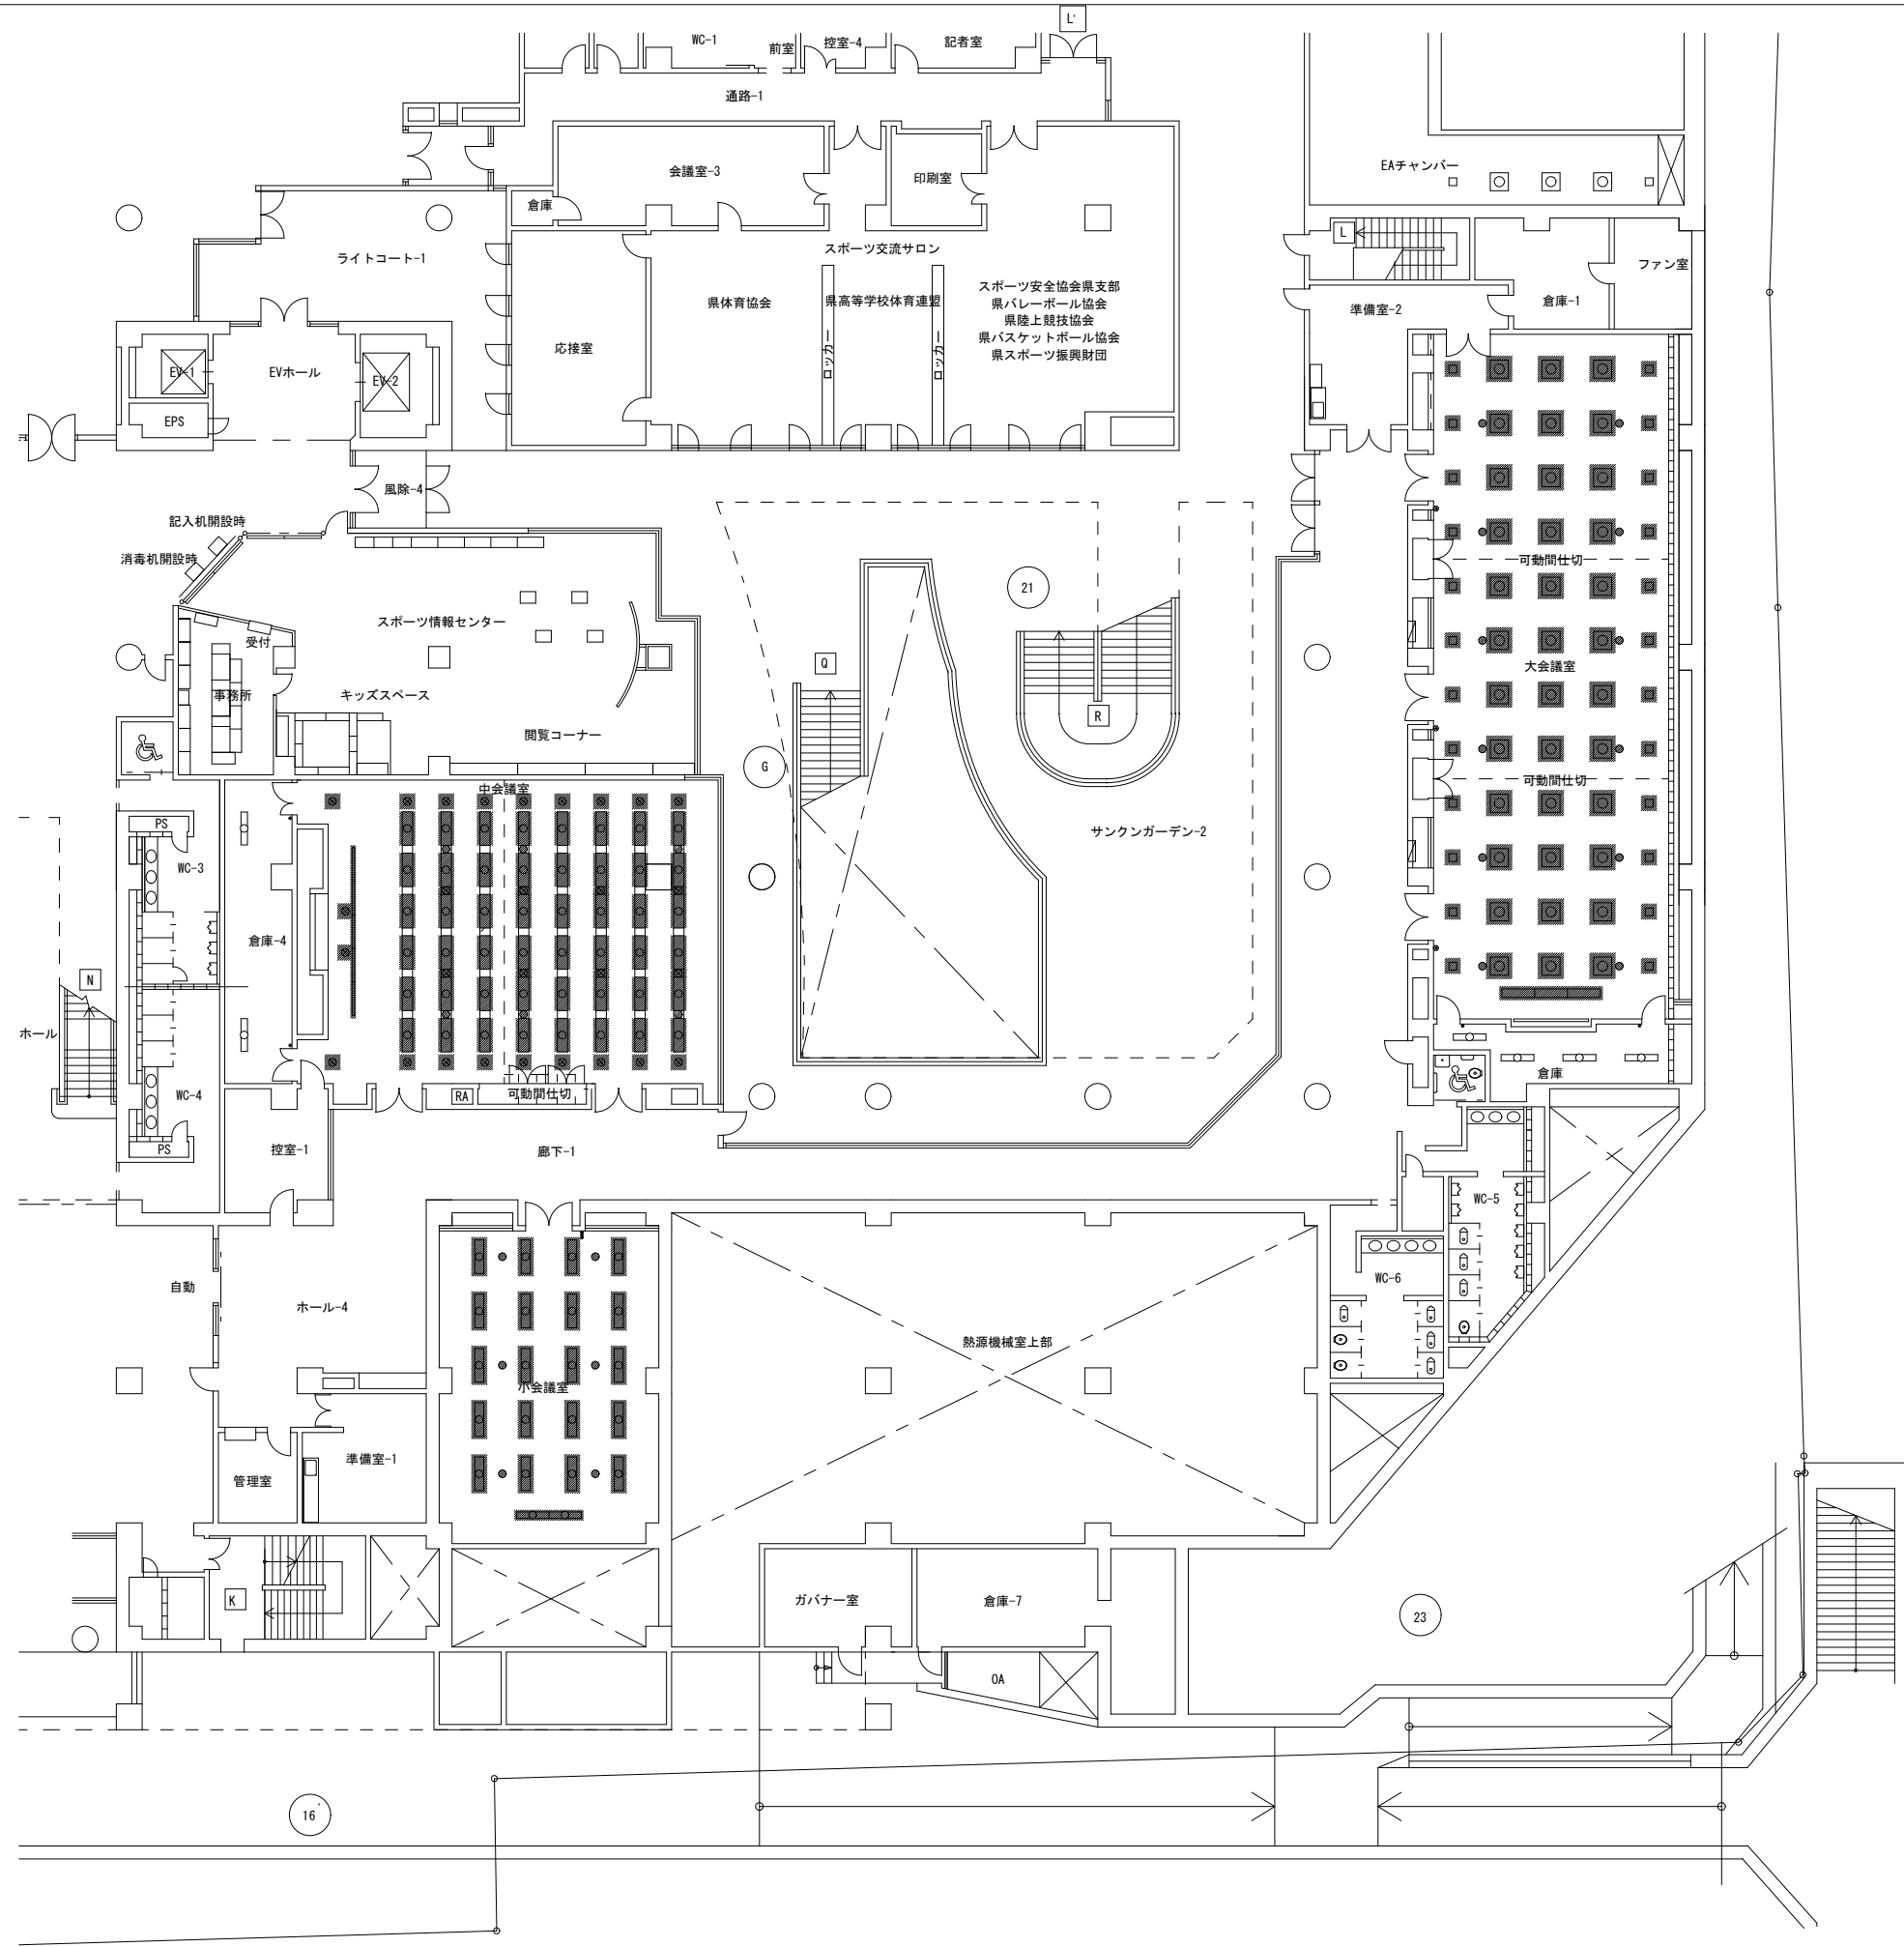 L'
WC-1
前室
控室-4
記者室
通路-1
会議室-3
印刷室
EAチャンバー
倉庫
L
ライトコート-1
スポーツ交流サロン
ファン室
県体育協会
県高等学校体育連盟
スポーツ安全協会県支部
県バレーボール協会
県陸上競技協会
県バスケットボール協会
県スポーツ振興財団
倉庫-1
準備室-2
ロッカー
ロッカー
応接室
EV-1
EVホール
EV-2
EPS
風除-4
記入机開設時
消毒机開設時
可動間仕切
21
スポーツ情報センター
受付
Q
大会議室
事務所
キッズスペース
R
閲覧コーナー
G
可動間仕切
中会議室
PS
サンクンガーデン-2
WC-3
倉庫-4
N
ホール
倉庫
WC-4
RA
可動間仕切
PS
控室-1
廊下-1
WC-5
自動
ホール-4
WC-6
熱源機械室上部
小会議室
準備室-1
管理室
K
ガバナー室
倉庫-7
23
OA
16